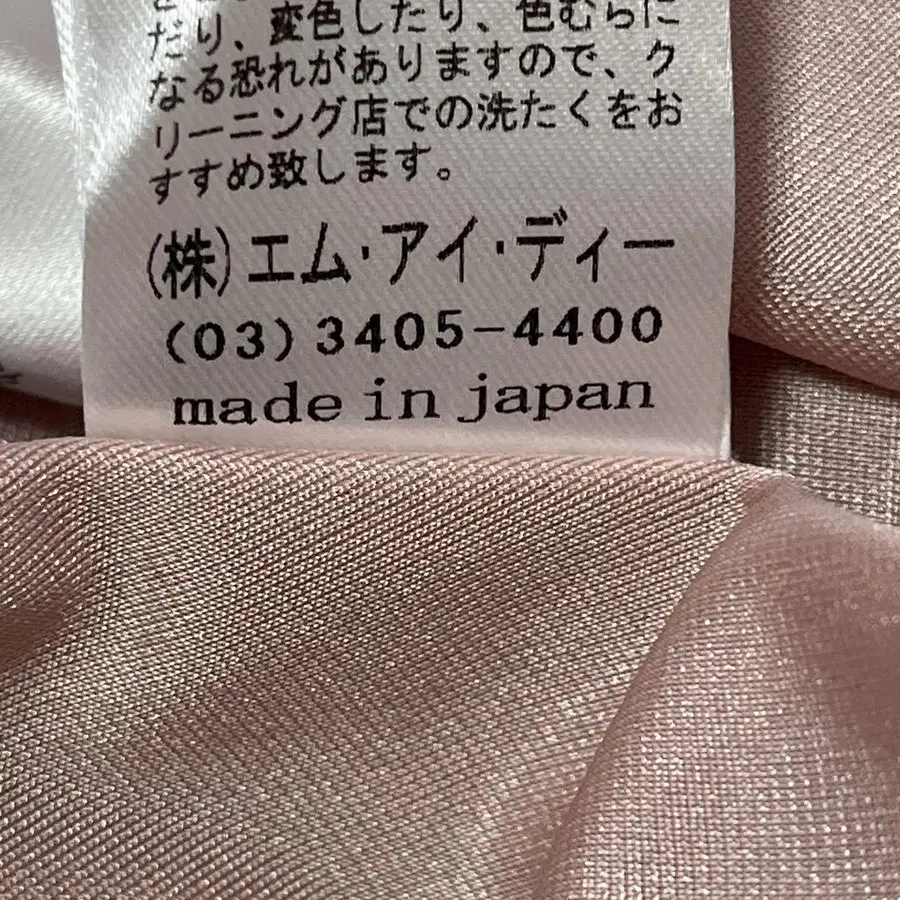 だり、変色したり、色むらに
なる恐れがありますので、ク
リーニング店での洗たくをお
すすめ致します。
(株)エム・アイ・ディー
(03)3405-4400
made in japan